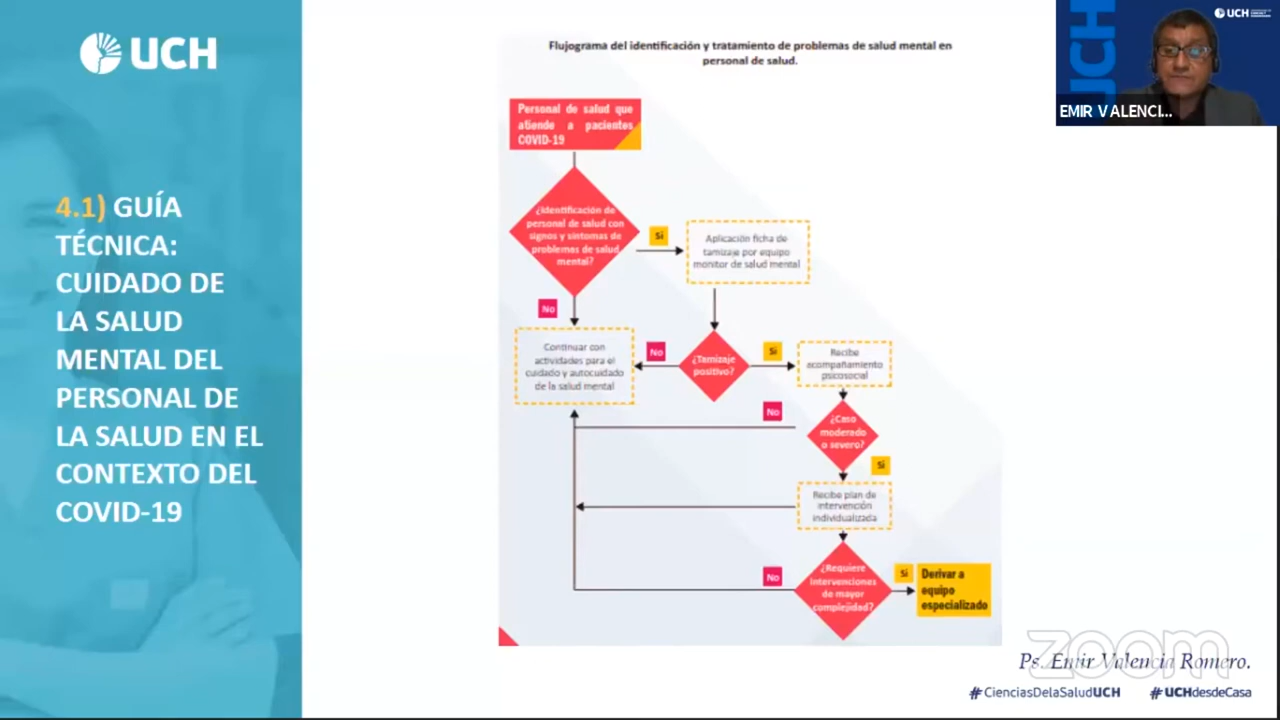 UCH
4.1) GUÍA
TÉCNICA:
CUIDADO DE
LA SALUD
MENTAL DEL
PERSONAL DE
LA SALUD EN EL
CONTEXTO DEL
COVID-19
Flujograma del identificación y tratamiento de problemas de salud mental en
personal de salud.
Personal de salud que
atiende a pacientes
COVID-19
¿Identificación de
personal de salud con
signos y síntomas de
problemas de salud
mental?
Si
Aplicación ficha de
tamizaje por equipo
monitor de salud mental
No
Continuar con
actividades para el
cuidado y autocuidado
de la salud mental
No
¿Tamizaje
positivo?
Si
Recibe
acompañamiento
psicosocial
No
¿Caso
moderado
o severo?
Si
Recibe plan de
intervención
individualizada
No
¿Requiere
intervenciones
de mayor
complejidad?
Si
Derivar a
equipo
especializado
UCH
UCH
EMIR VALENCI...
zoom
Ps. Emir Valencia Romero.
#CienciasDelaSaludUCH #UCHdesdeCasa